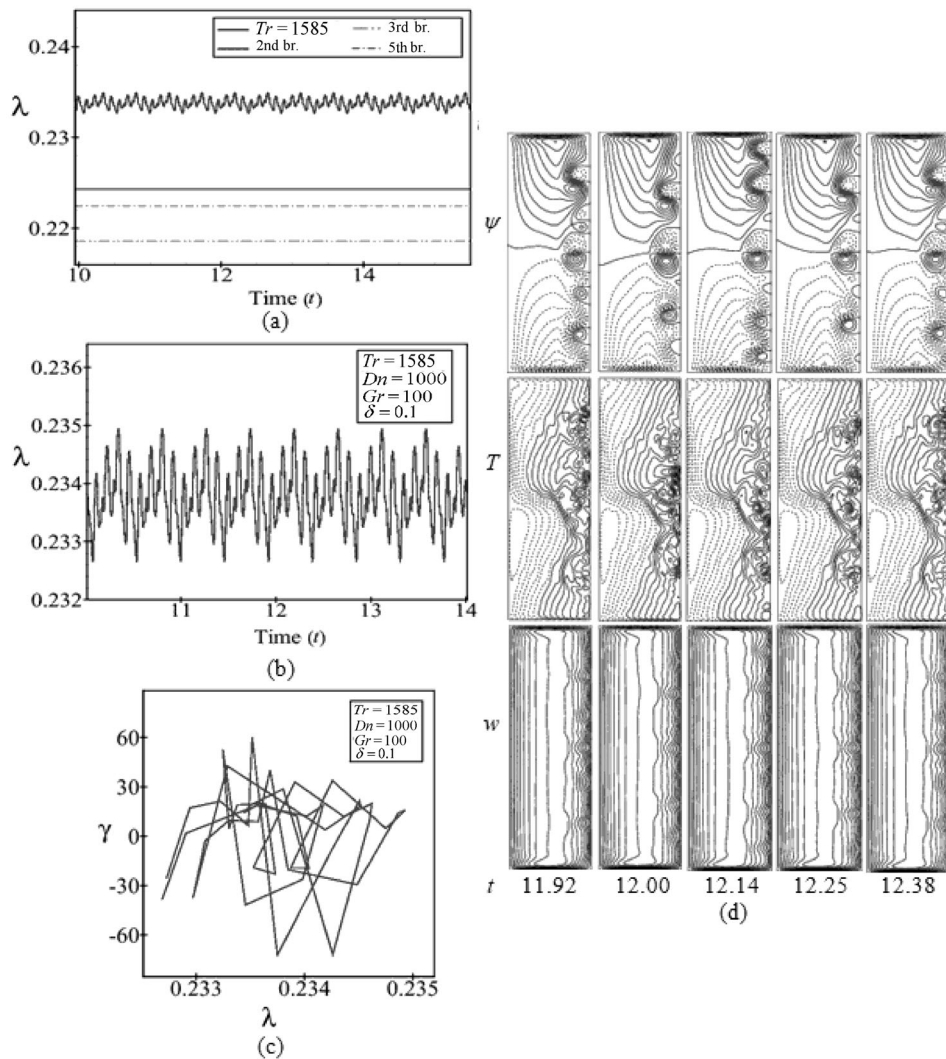 (a)
0.24
0.23
0.22
λ
Tr = 1585
2nd br.
3rd br.
5th br.
10
12
14
Time (t)
(a)
0.236
0.235
0.234
0.233
0.232
λ
Tr = 1585
Dn = 1000
Gr = 100
δ = 0.1
11
12
13
14
Time (t)
(b)
60
30
0
-30
-60
γ
Tr = 1585
Dn = 1000
Gr = 100
δ = 0.1
0.233
0.234
0.235
λ
(c)
ψ
T
w
t 11.92 12.00 12.14 12.25 12.38
(d)